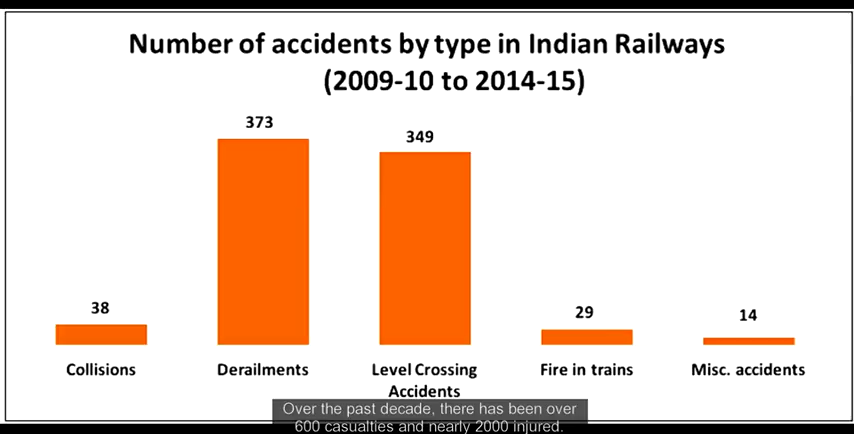 Number of accidents by type in Indian Railways
(2009-10 to 2014-15)
373
349
38
29
14
Collisions
Derailments
Level Crossing
Accidents
Fire in trains
Misc. accidents
Over the past decade, there has been over
600 casualties and nearly 2000 injured.